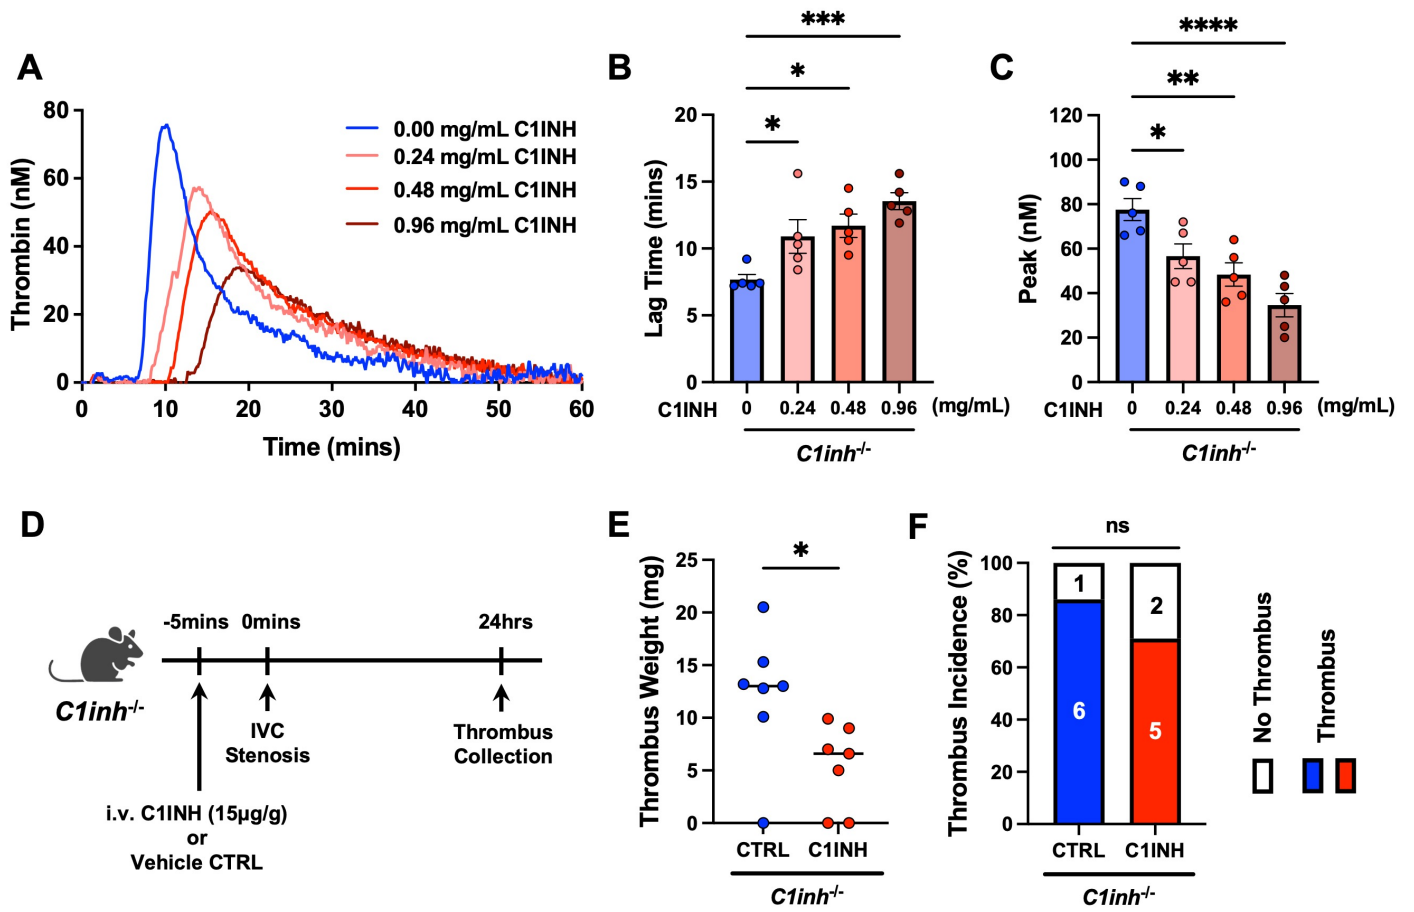 A
Thrombin (nM)
80
60
40
20
0
0 10 20 30 40 50 60
Time (mins)
0.00 mg/mL C1INH
0.24 mg/mL C1INH
0.48 mg/mL C1INH
0.96 mg/mL C1INH
B
***
*
*
Lag Time (mins)
20
15
10
5
0
C1INH 0 0.24 0.48 0.96 (mg/mL)
C1inh-/-
C
****
**
*
Peak (nM)
120
100
80
60
40
20
0
C1INH 0 0.24 0.48 0.96 (mg/mL)
C1inh-/-
D
-5mins 0mins 24hrs
C1inh-/-
IVC
Stenosis
Thrombus
Collection
i.v. C1INH (15µg/g)
or
Vehicle CTRL
E
*
Thrombus Weight (mg)
25
20
15
10
5
0
CTRL C1INH
C1inh-/-
F
ns
Thrombus Incidence (%)
100
80
60
40
20
0
1
6
2
5
CTRL C1INH
C1inh-/-
No Thrombus
Thrombus